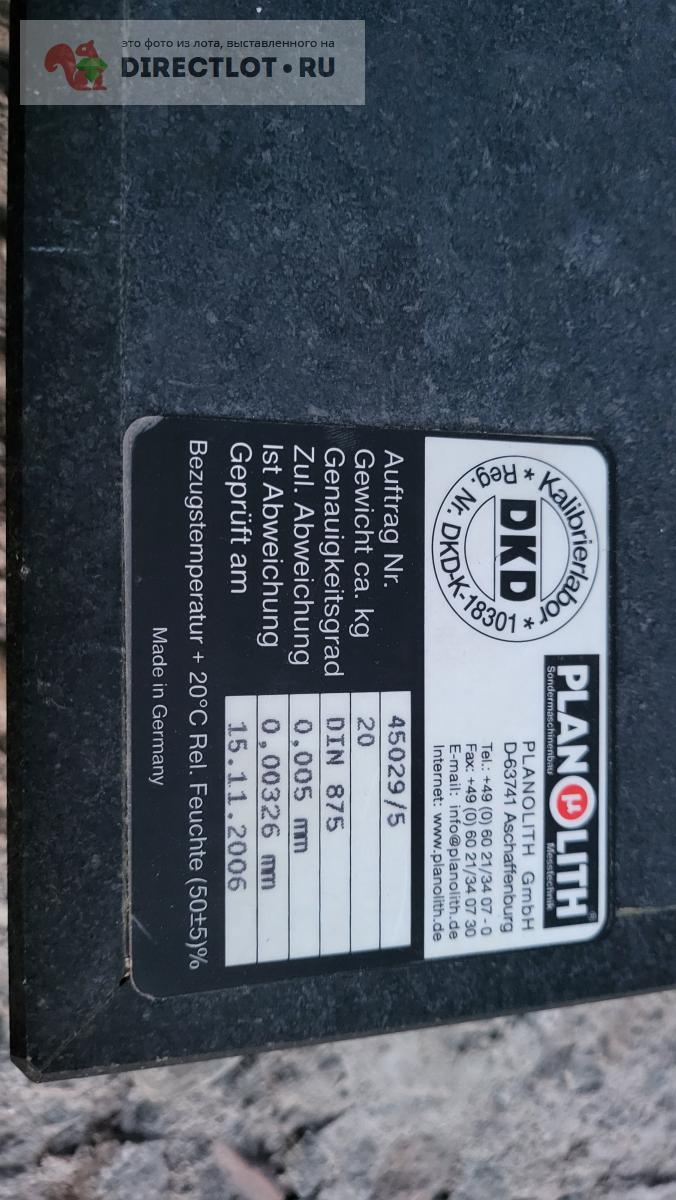 это фото из лота, выставленного на
DIRECTLOT•RU
* Kalibrierlabor *
DKD
Reg. Nr. DKD-K-18301
PLANµLITH®
Sondermaschinenbau Messtechnik
PLANOLITH GmbH
D-63741 Aschaffenburg
Tel.: +49 (0) 60 21/34 07 - 0
Fax: +49 (0) 60 21/34 07 30
E-mail: info@planolith.de
Internet: www.planolith.de
Auftrag Nr. 45029/5
Gewicht ca. kg 20
Genauigkeitsgrad DIN 875
Zul. Abweichung 0,005 mm
Ist Abweichung 0,00326 mm
Geprüft am 15.11.2006
Bezugstemperatur + 20°C Rel. Feuchte (50±5)%
Made in Germany